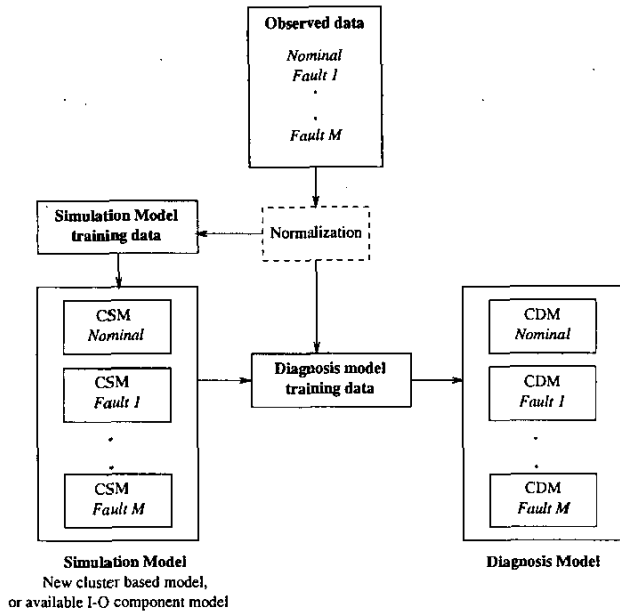 Observed data
Nominal
Fault 1
Fault M
Simulation Model
training data
Normalization
CSM
Nominal
CSM
Fault 1
CSM
Fault M
Diagnosis model
training data
CDM
Nominal
CDM
Fault 1
CDM
Fault M
Simulation Model
New cluster based model,
or available I-O component model
Diagnosis Model